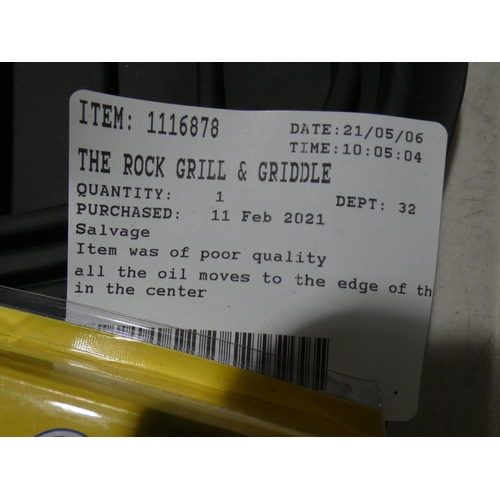 ITEM: 1116878
DATE:21/05/06
TIME:10:05:04
THE ROCK GRILL & GRIDDLE
QUANTITY: 1 DEPT: 32
PURCHASED: 11 Feb 2021
Salvage
Item was of poor quality
all the oil moves to the edge of th
in the center